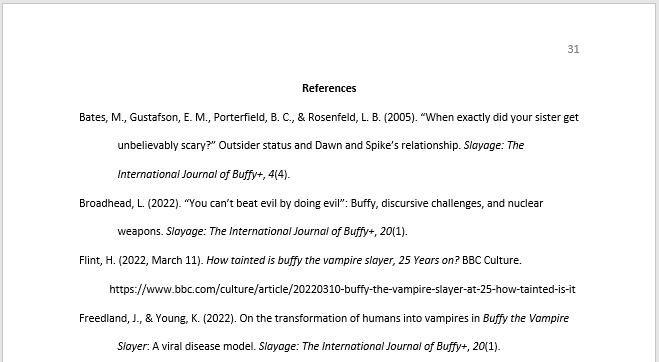 31
References
Bates, M., Gustafson, E. M., Porterfield, B. C., & Rosenfeld, L. B. (2005). “When exactly did your sister get
unbelievably scary?” Outsider status and Dawn and Spike’s relationship. Slayage: The
International Journal of Buffy+, 4(4).
Broadhead, L. (2022). “You can’t beat evil by doing evil”: Buffy, discursive challenges, and nuclear
weapons. Slayage: The International Journal of Buffy+, 20(1).
Flint, H. (2022, March 11). How tainted is buffy the vampire slayer, 25 Years on? BBC Culture.
https://www.bbc.com/culture/article/20220310-buffy-the-vampire-slayer-at-25-how-tainted-is-it
Freedland, J., & Young, K. (2022). On the transformation of humans into vampires in Buffy the Vampire
Slayer: A viral disease model. Slayage: The International Journal of Buffy+, 20(1).